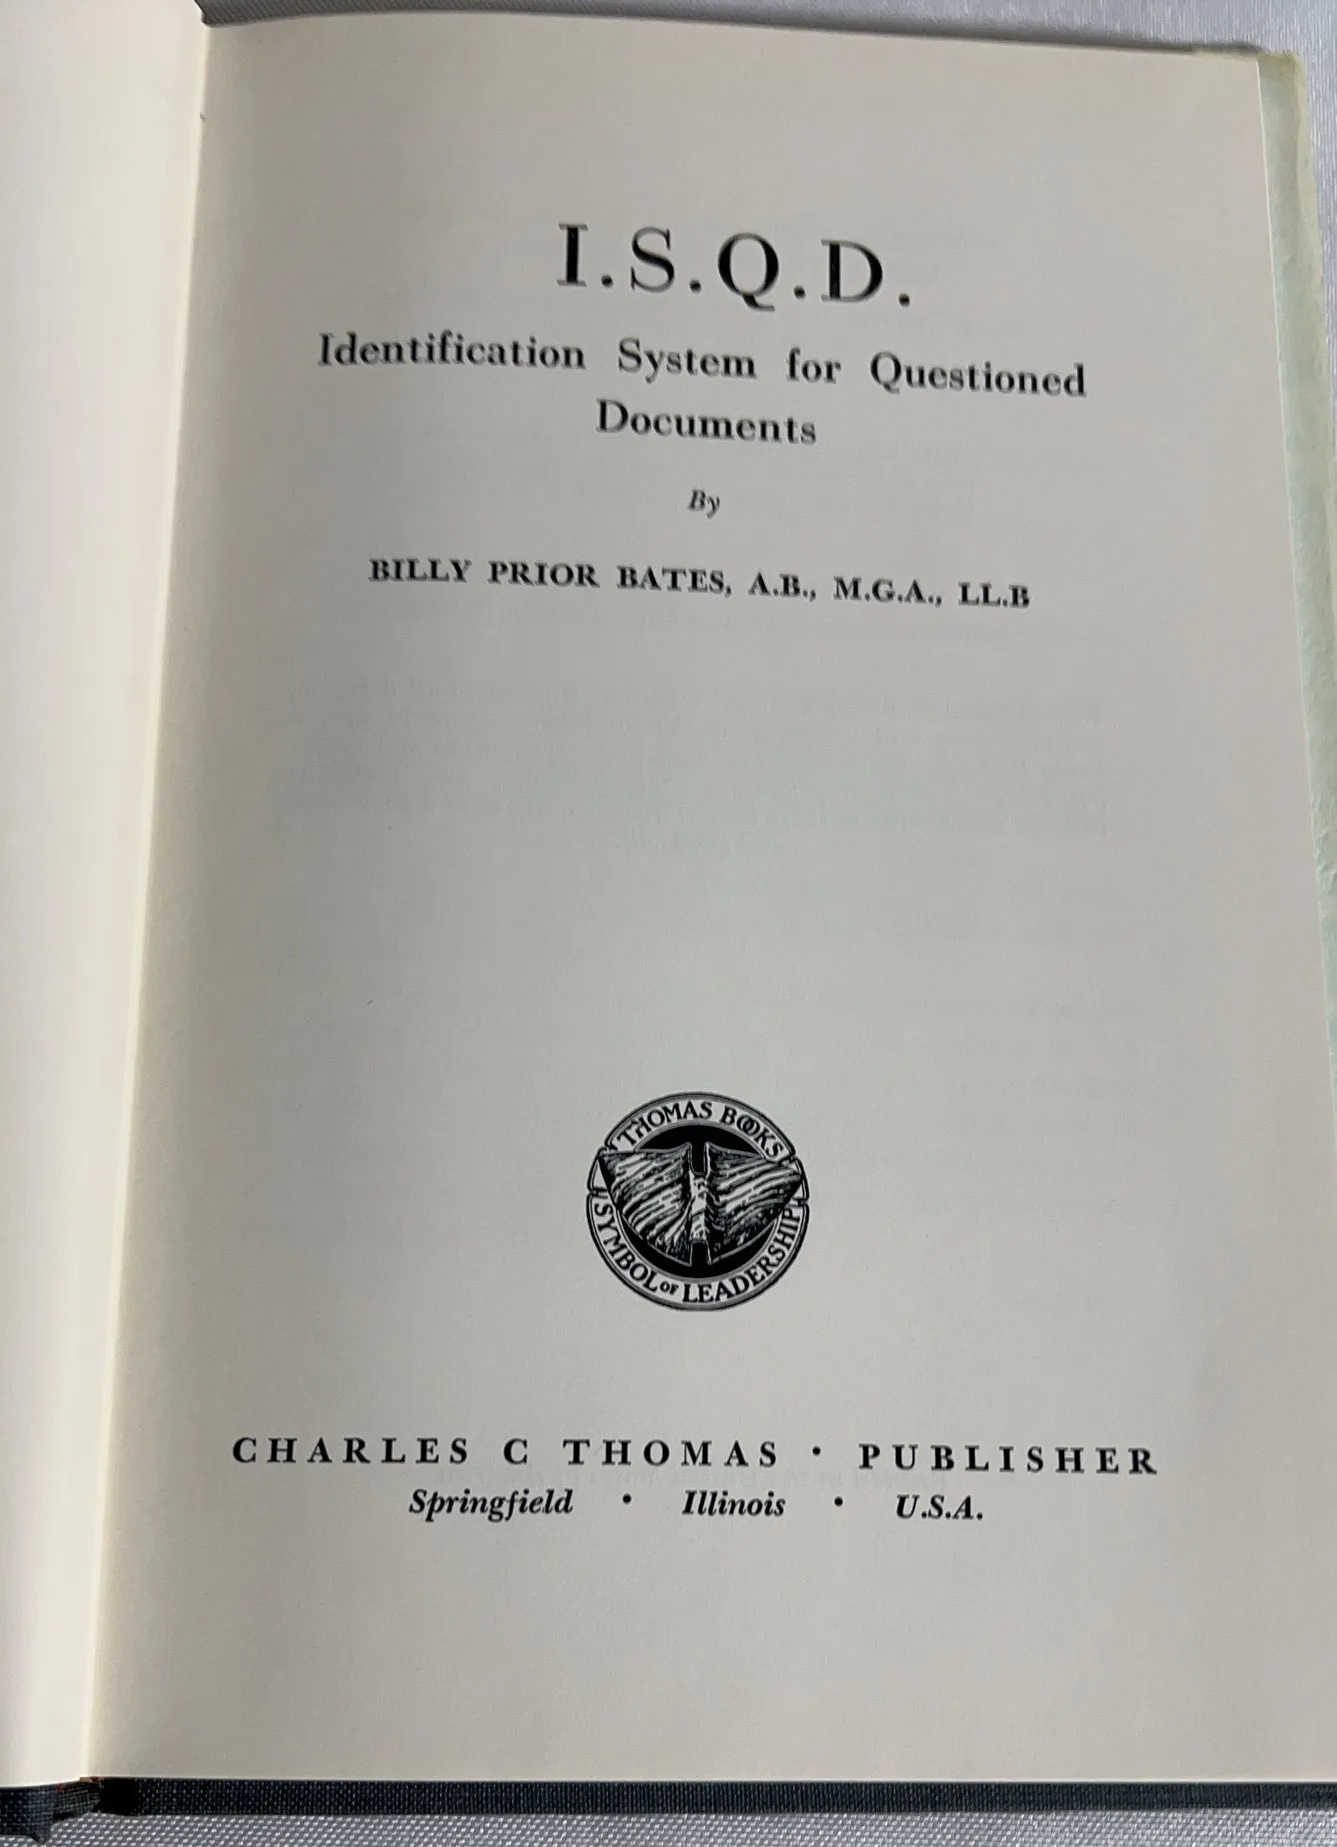 I.S.Q.D.
Identification System for Questioned
Documents
By
BILLY PRIOR BATES, A.B., M.G.A., LL.B
THOMAS BOOKS
SYMBOL OF LEADERSHIP
CHARLES C THOMAS • PUBLISHER
Springfield • Illinois • U.S.A.